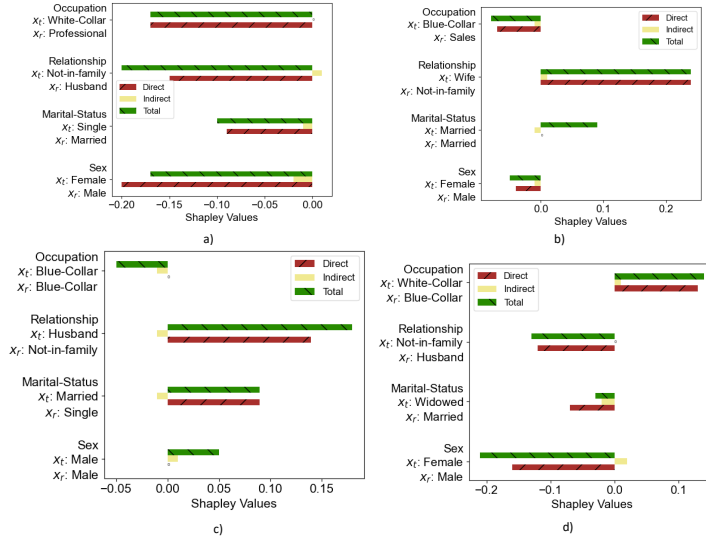 Occupation
xt: White-Collar
xr: Professional
Relationship
xt: Not-in-family
xr: Husband
Marital-Status
xt: Single
xr: Married
Sex
xt: Female
xr: Male
Direct
Indirect
Total
−0.20 −0.15 −0.10 −0.05 0.00
Shapley Values
a)
Occupation
xt: Blue-Collar
xr: Sales
Relationship
xt: Wife
xr: Not-in-family
Marital-Status
xt: Married
xr: Married
Sex
xt: Female
xr: Male
Direct
Indirect
Total
0.0 0.2
Shapley Values
b)
Occupation
xt: Blue-Collar
xr: Blue-Collar
Relationship
xt: Husband
xr: Not-in-family
Marital-Status
xt: Married
xr: Single
Sex
xt: Male
xr: Male
Direct
Indirect
Total
−0.05 0.00 0.05 0.10 0.15
Shapley Values
c)
Occupation
xt: White-Collar
xr: Blue-Collar
Relationship
xt: Not-in-family
xr: Husband
Marital-Status
xt: Widowed
xr: Married
Sex
xt: Female
xr: Male
Direct
Indirect
Total
−0.2 −0.1 0.0 0.1
Shapley Values
d)